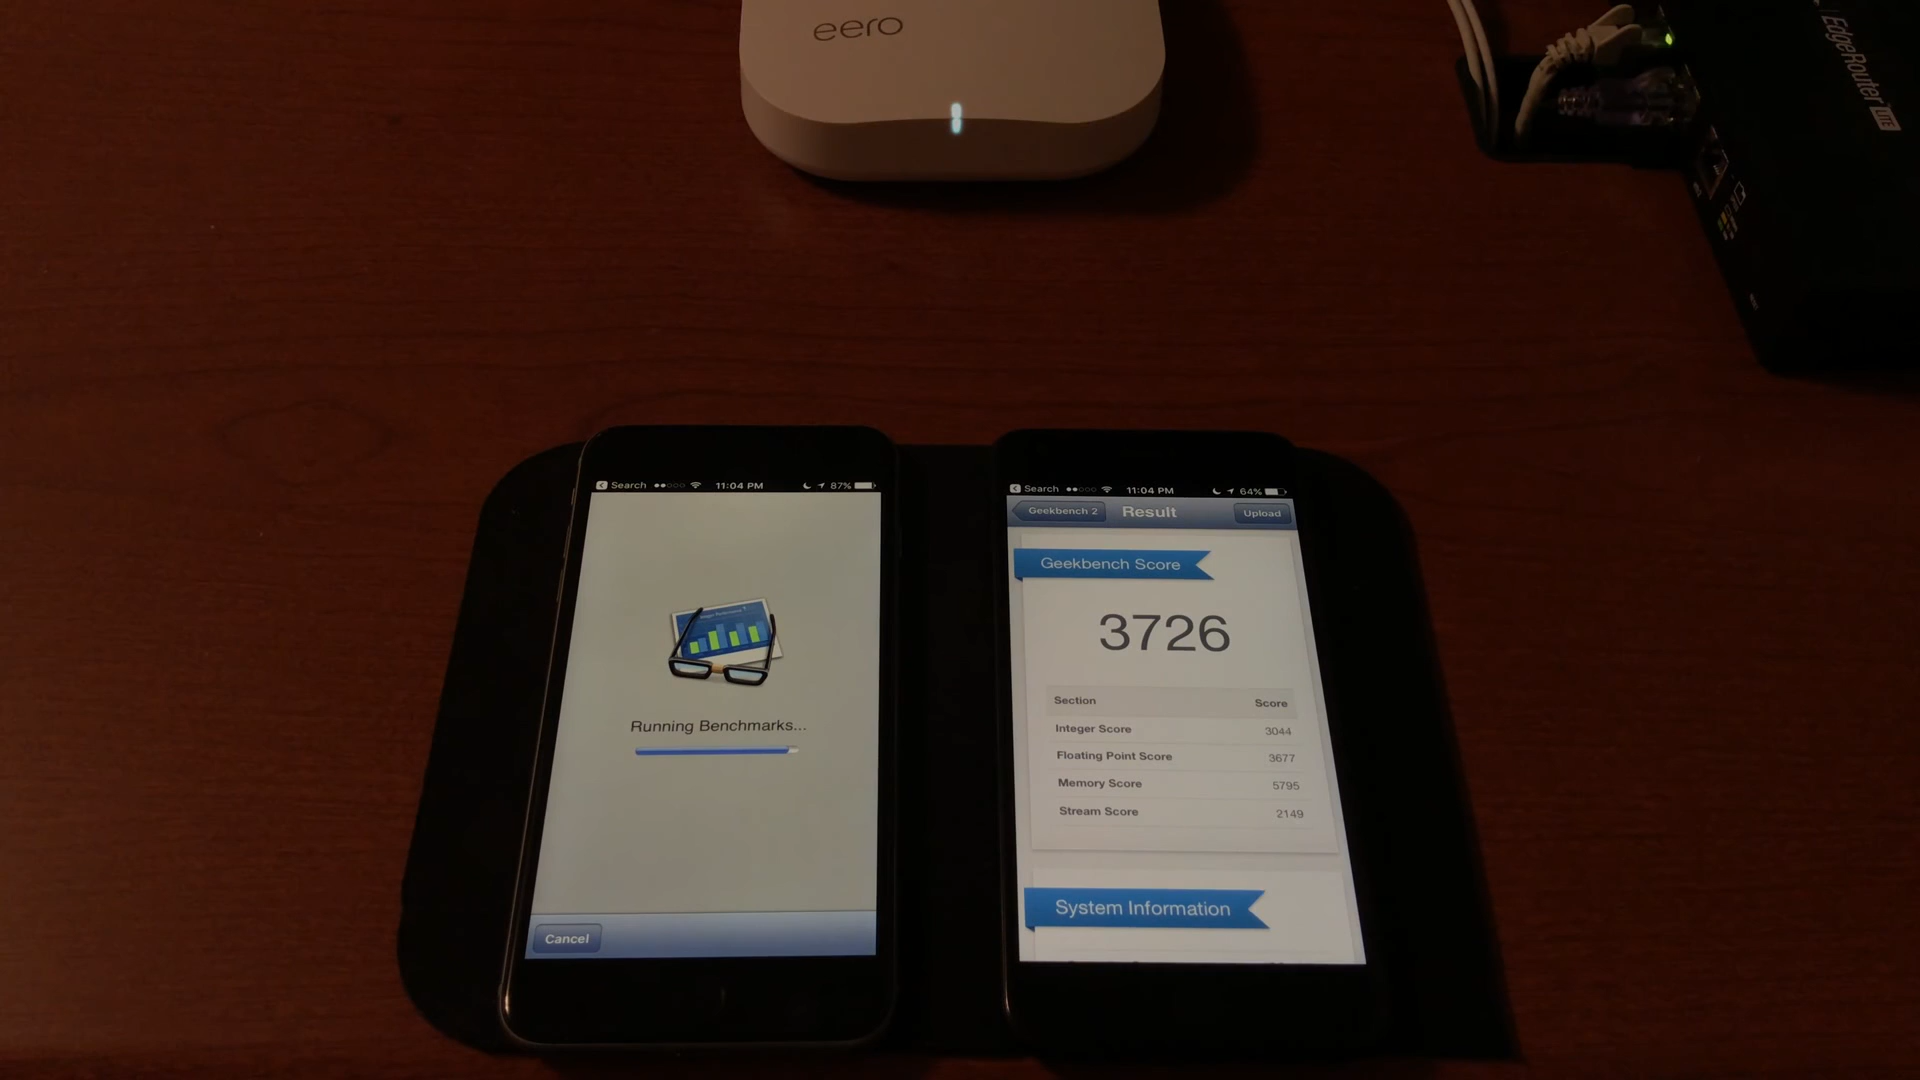 eero
EdgeRouter LITE
Search 11:04 PM 87%
Running Benchmarks...
Cancel
Search 11:04 PM 64%
Geekbench 2 Result Upload
Geekbench Score
3726
Section Score
Integer Score 3044
Floating Point Score 3677
Memory Score 5795
Stream Score 2149
System Information